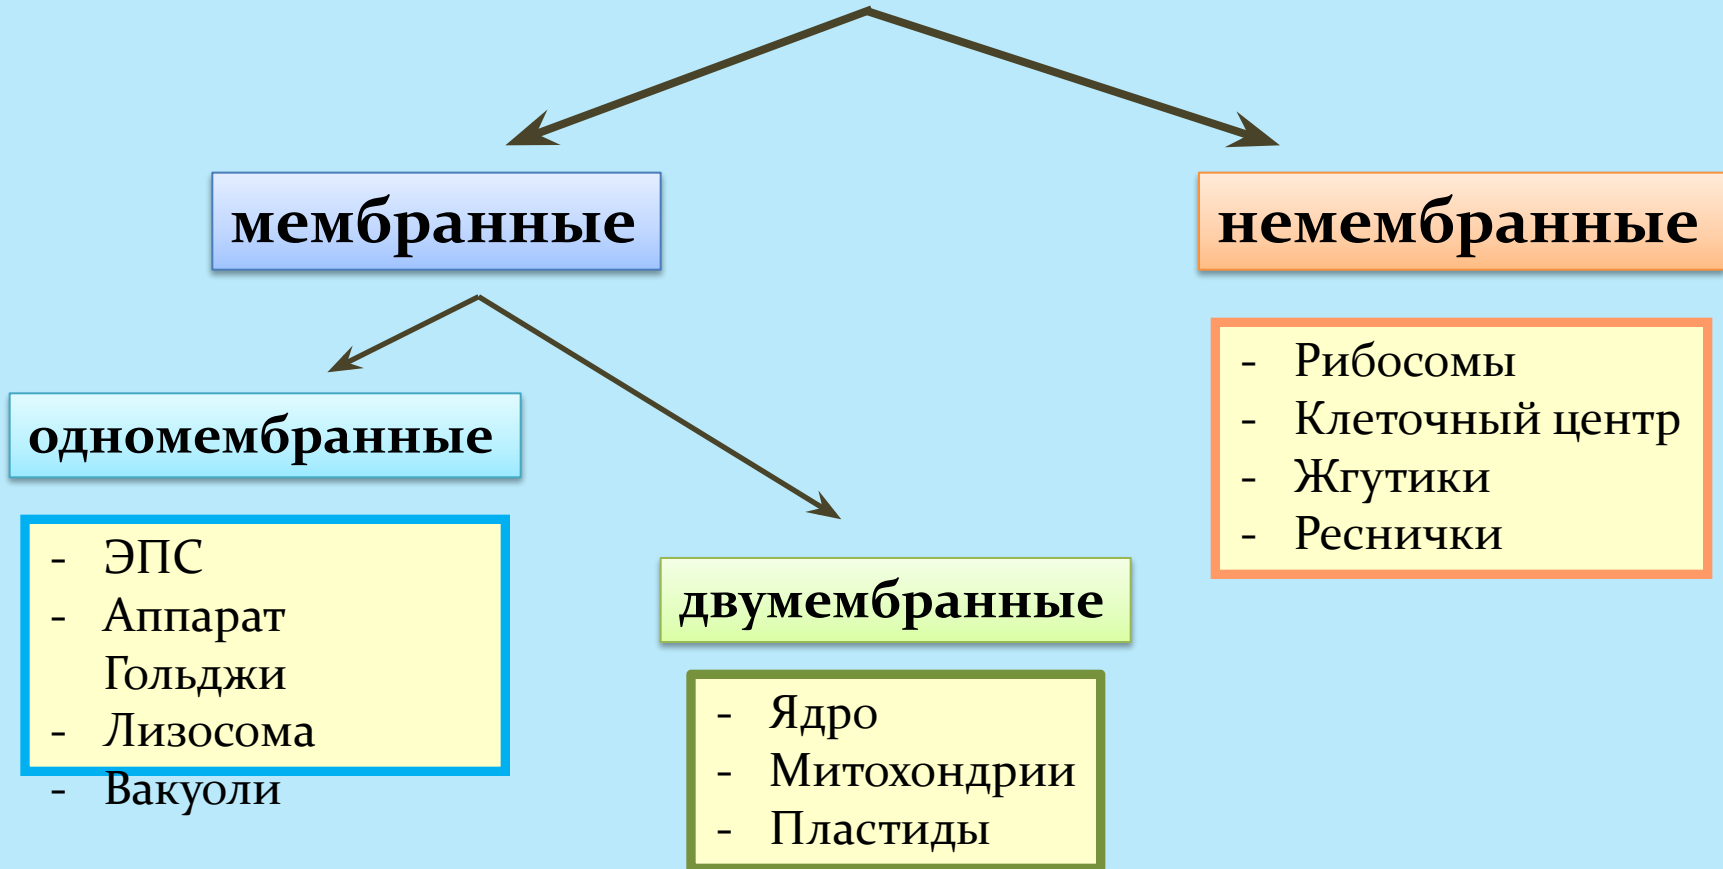 мембранные
немембранные
одномембранные
- ЭПС
- Аппарат
Гольджи
- Лизосома
- Вакуоли
двумембранные
- Ядро
- Митохондрии
- Пластиды
- Рибосомы
- Клеточный центр
- Жгутики
- Реснички